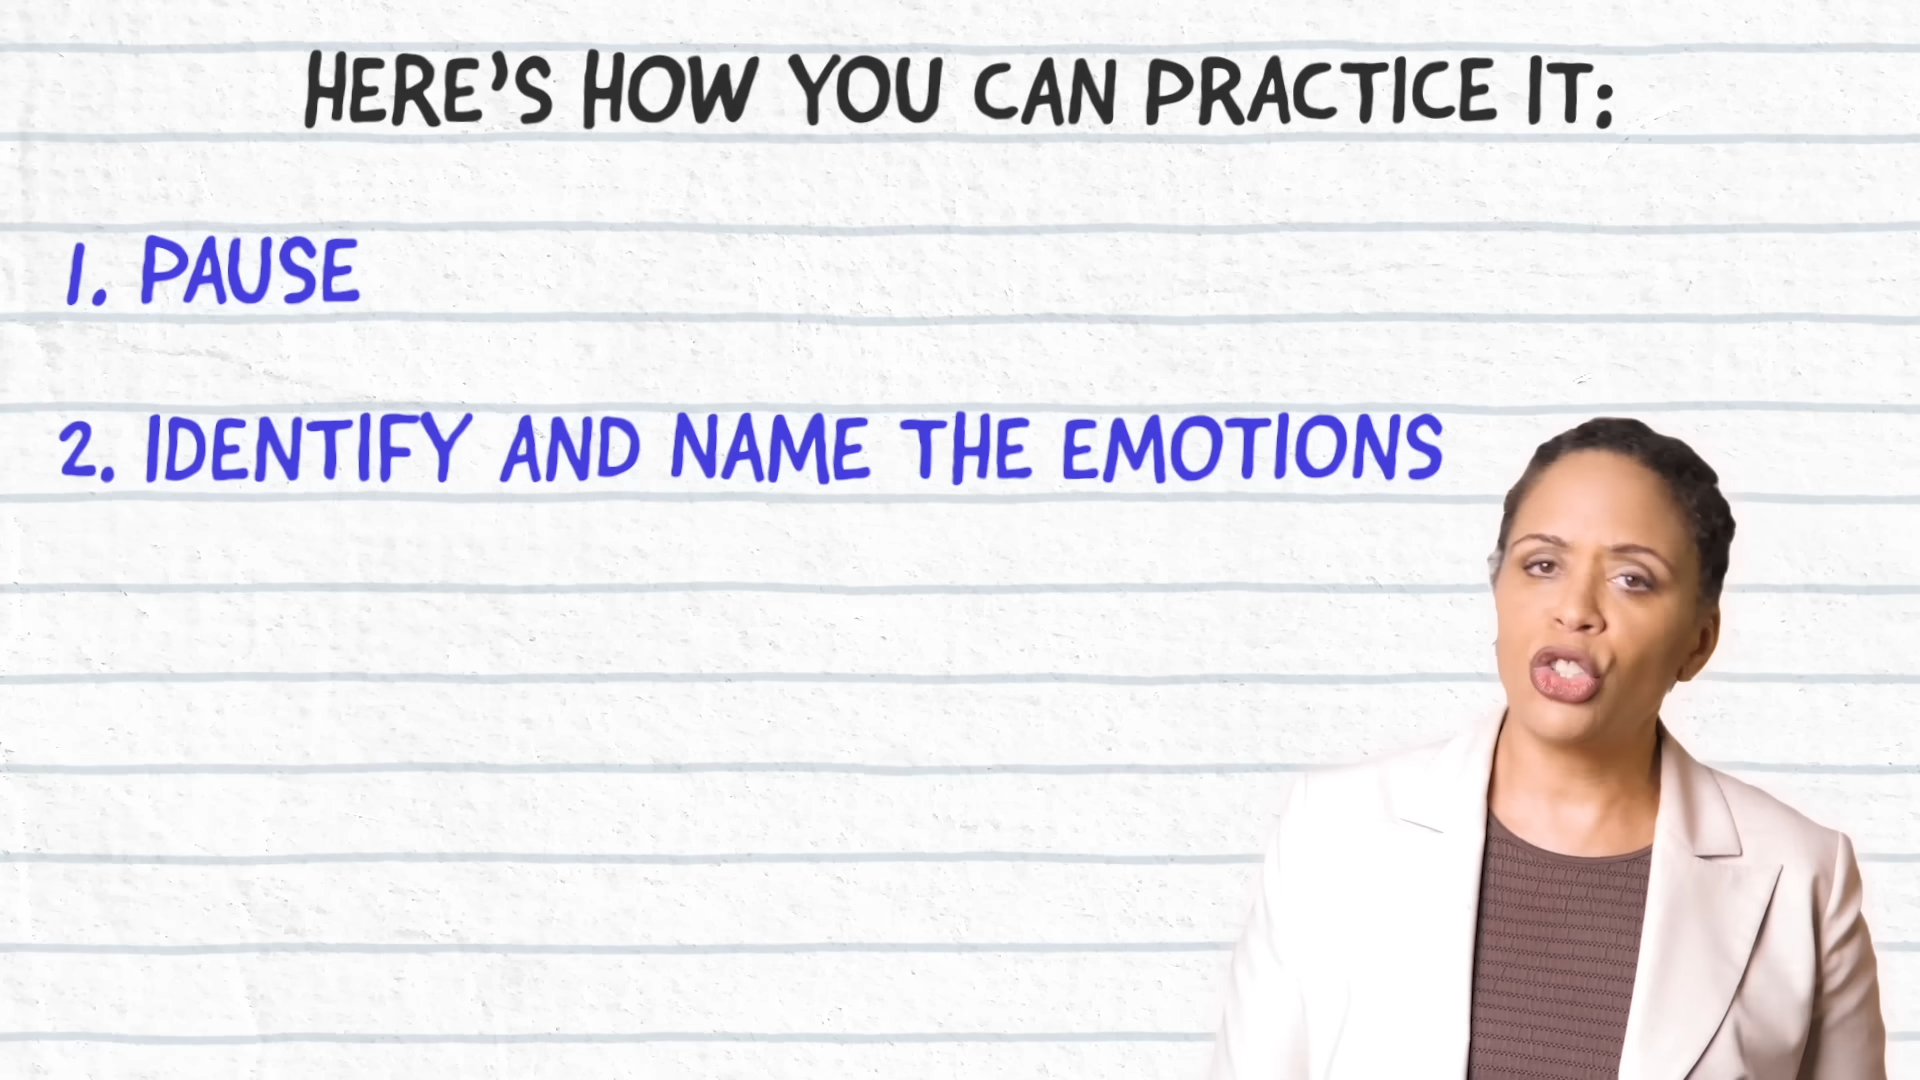 HERE'S HOW YOU CAN PRACTICE IT:
1. PAUSE
2. IDENTIFY AND NAME THE EMOTIONS